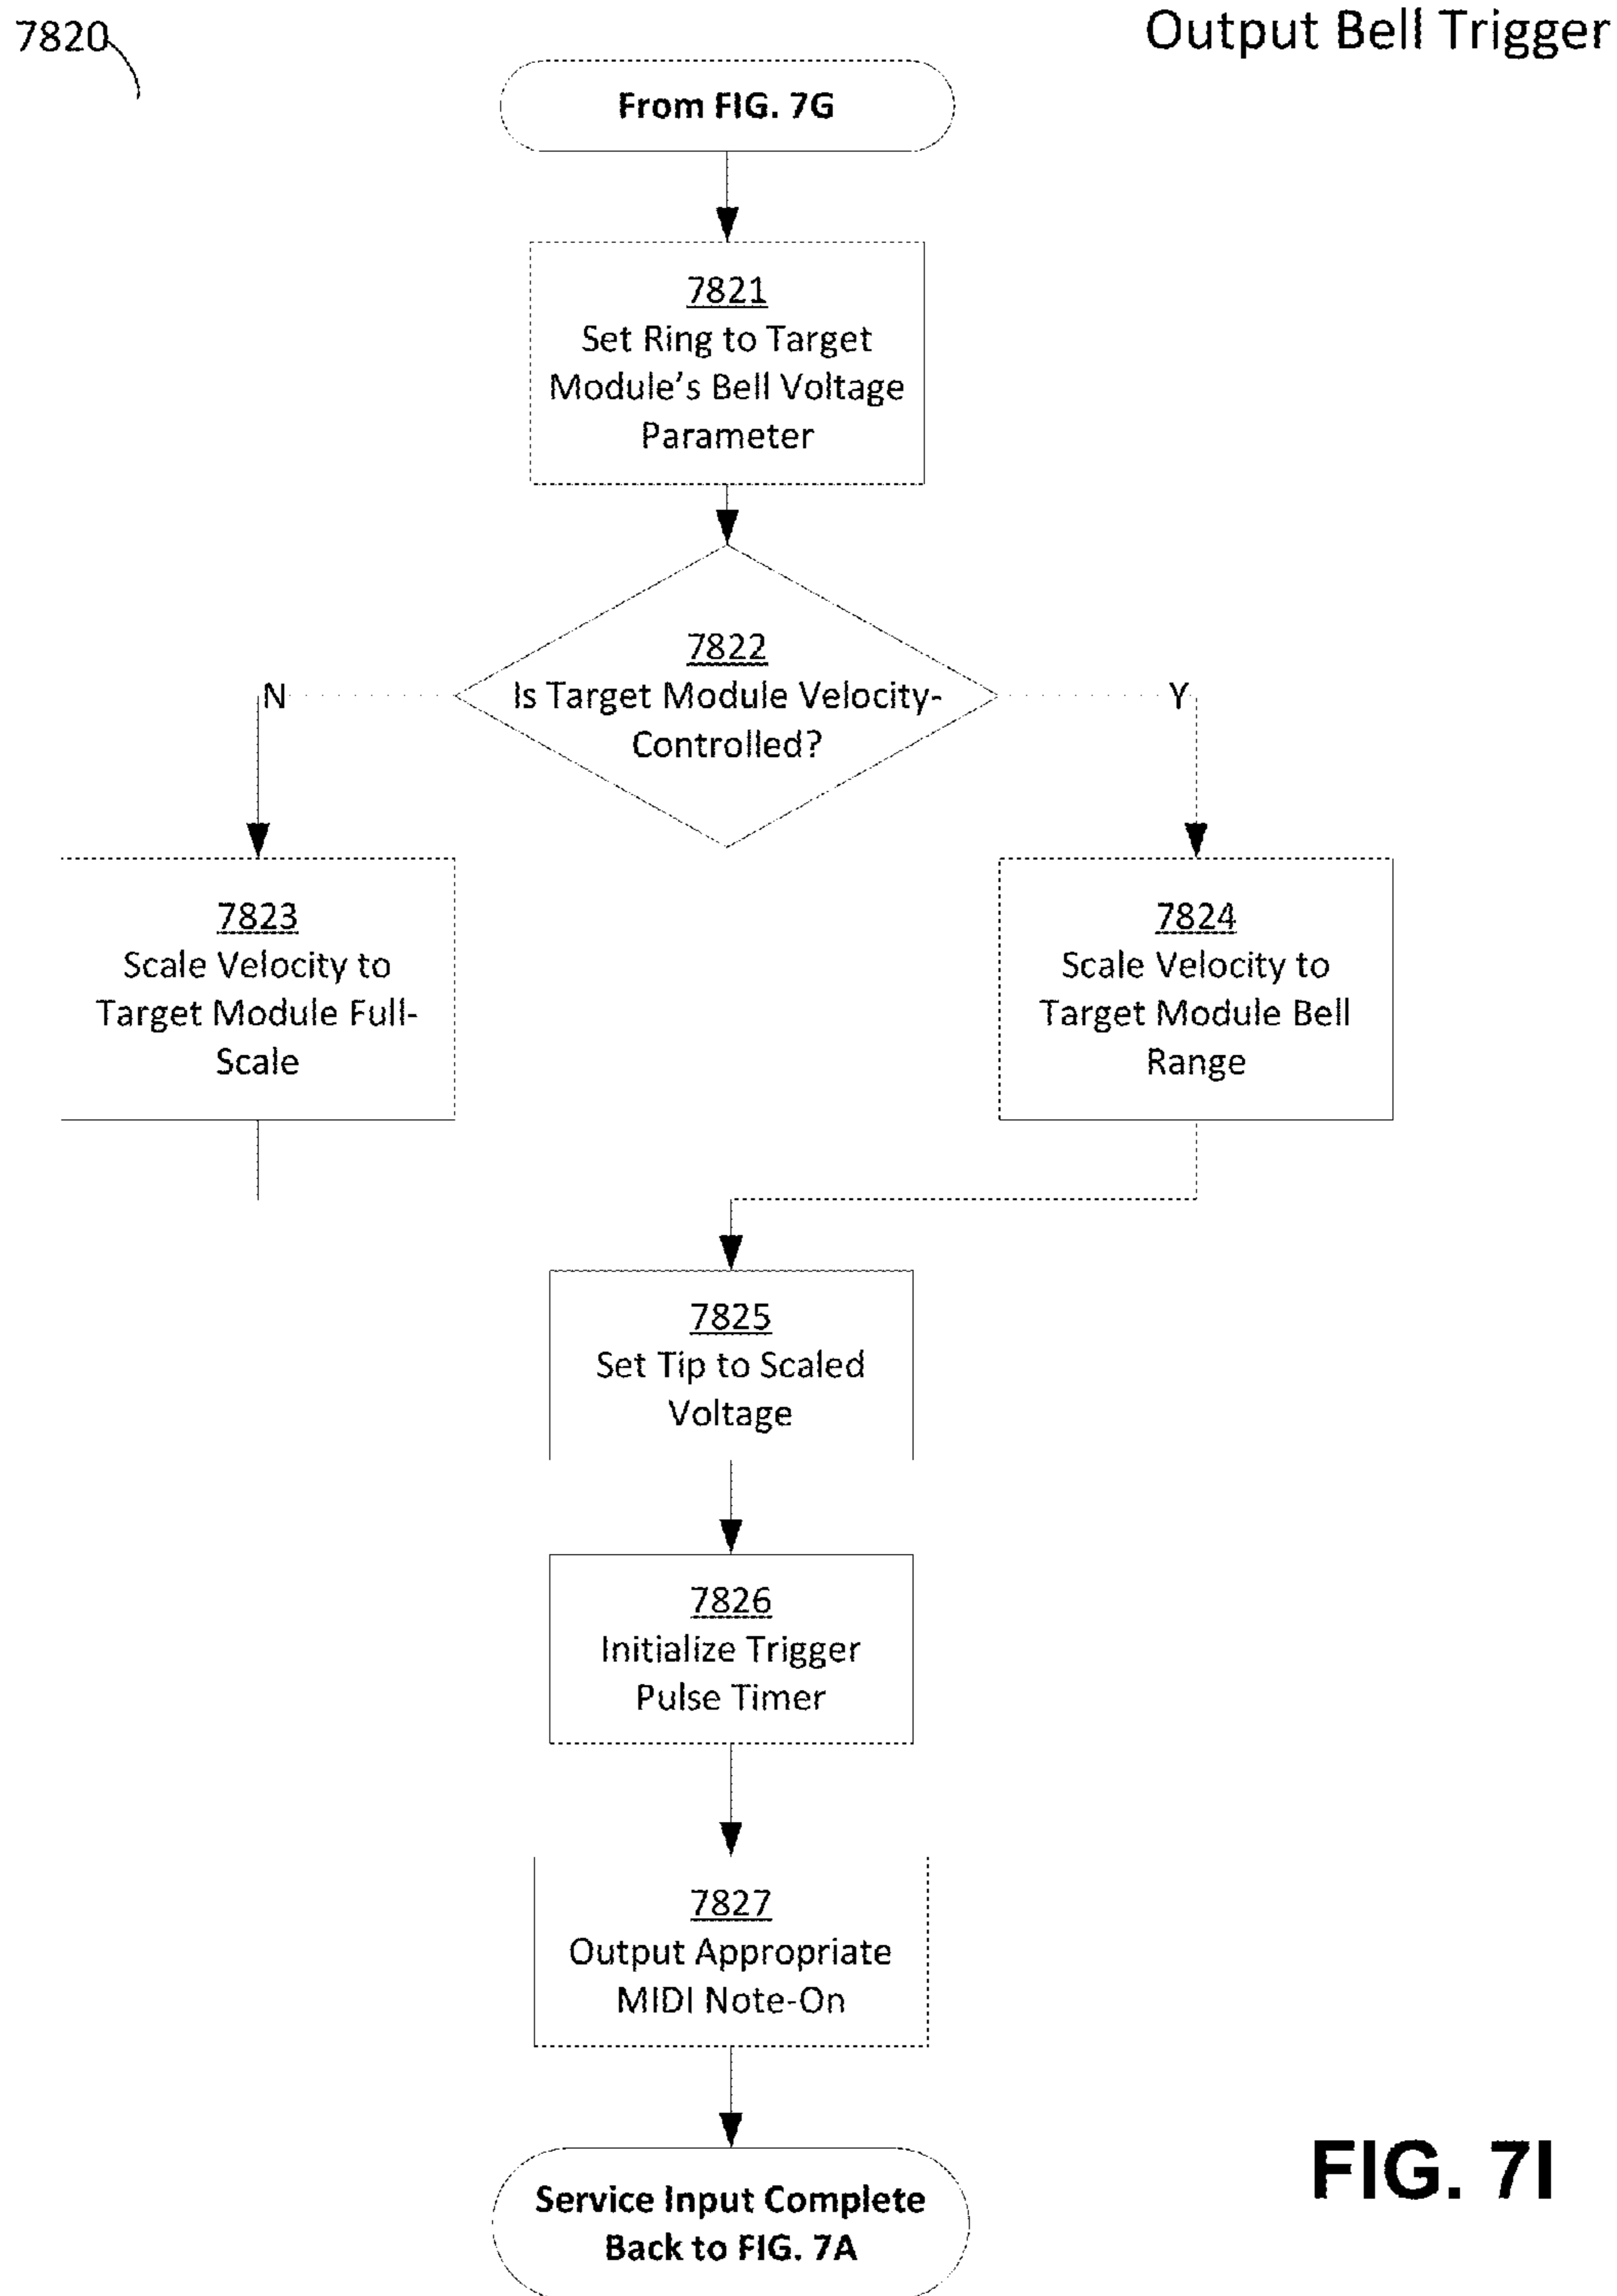 7820
Output Bell Trigger
From FIG. 7G
7821
Set Ring to Target
Module's Bell Voltage
Parameter
7822
Is Target Module Velocity-
Controlled?
N
Y
7823
Scale Velocity to
Target Module Full-
Scale
7824
Scale Velocity to
Target Module Bell
Range
7825
Set Tip to Scaled
Voltage
7826
Initialize Trigger
Pulse Timer
7827
Output Appropriate
MIDI Note-On
Service Input Complete
Back to FIG. 7A
FIG. 7I